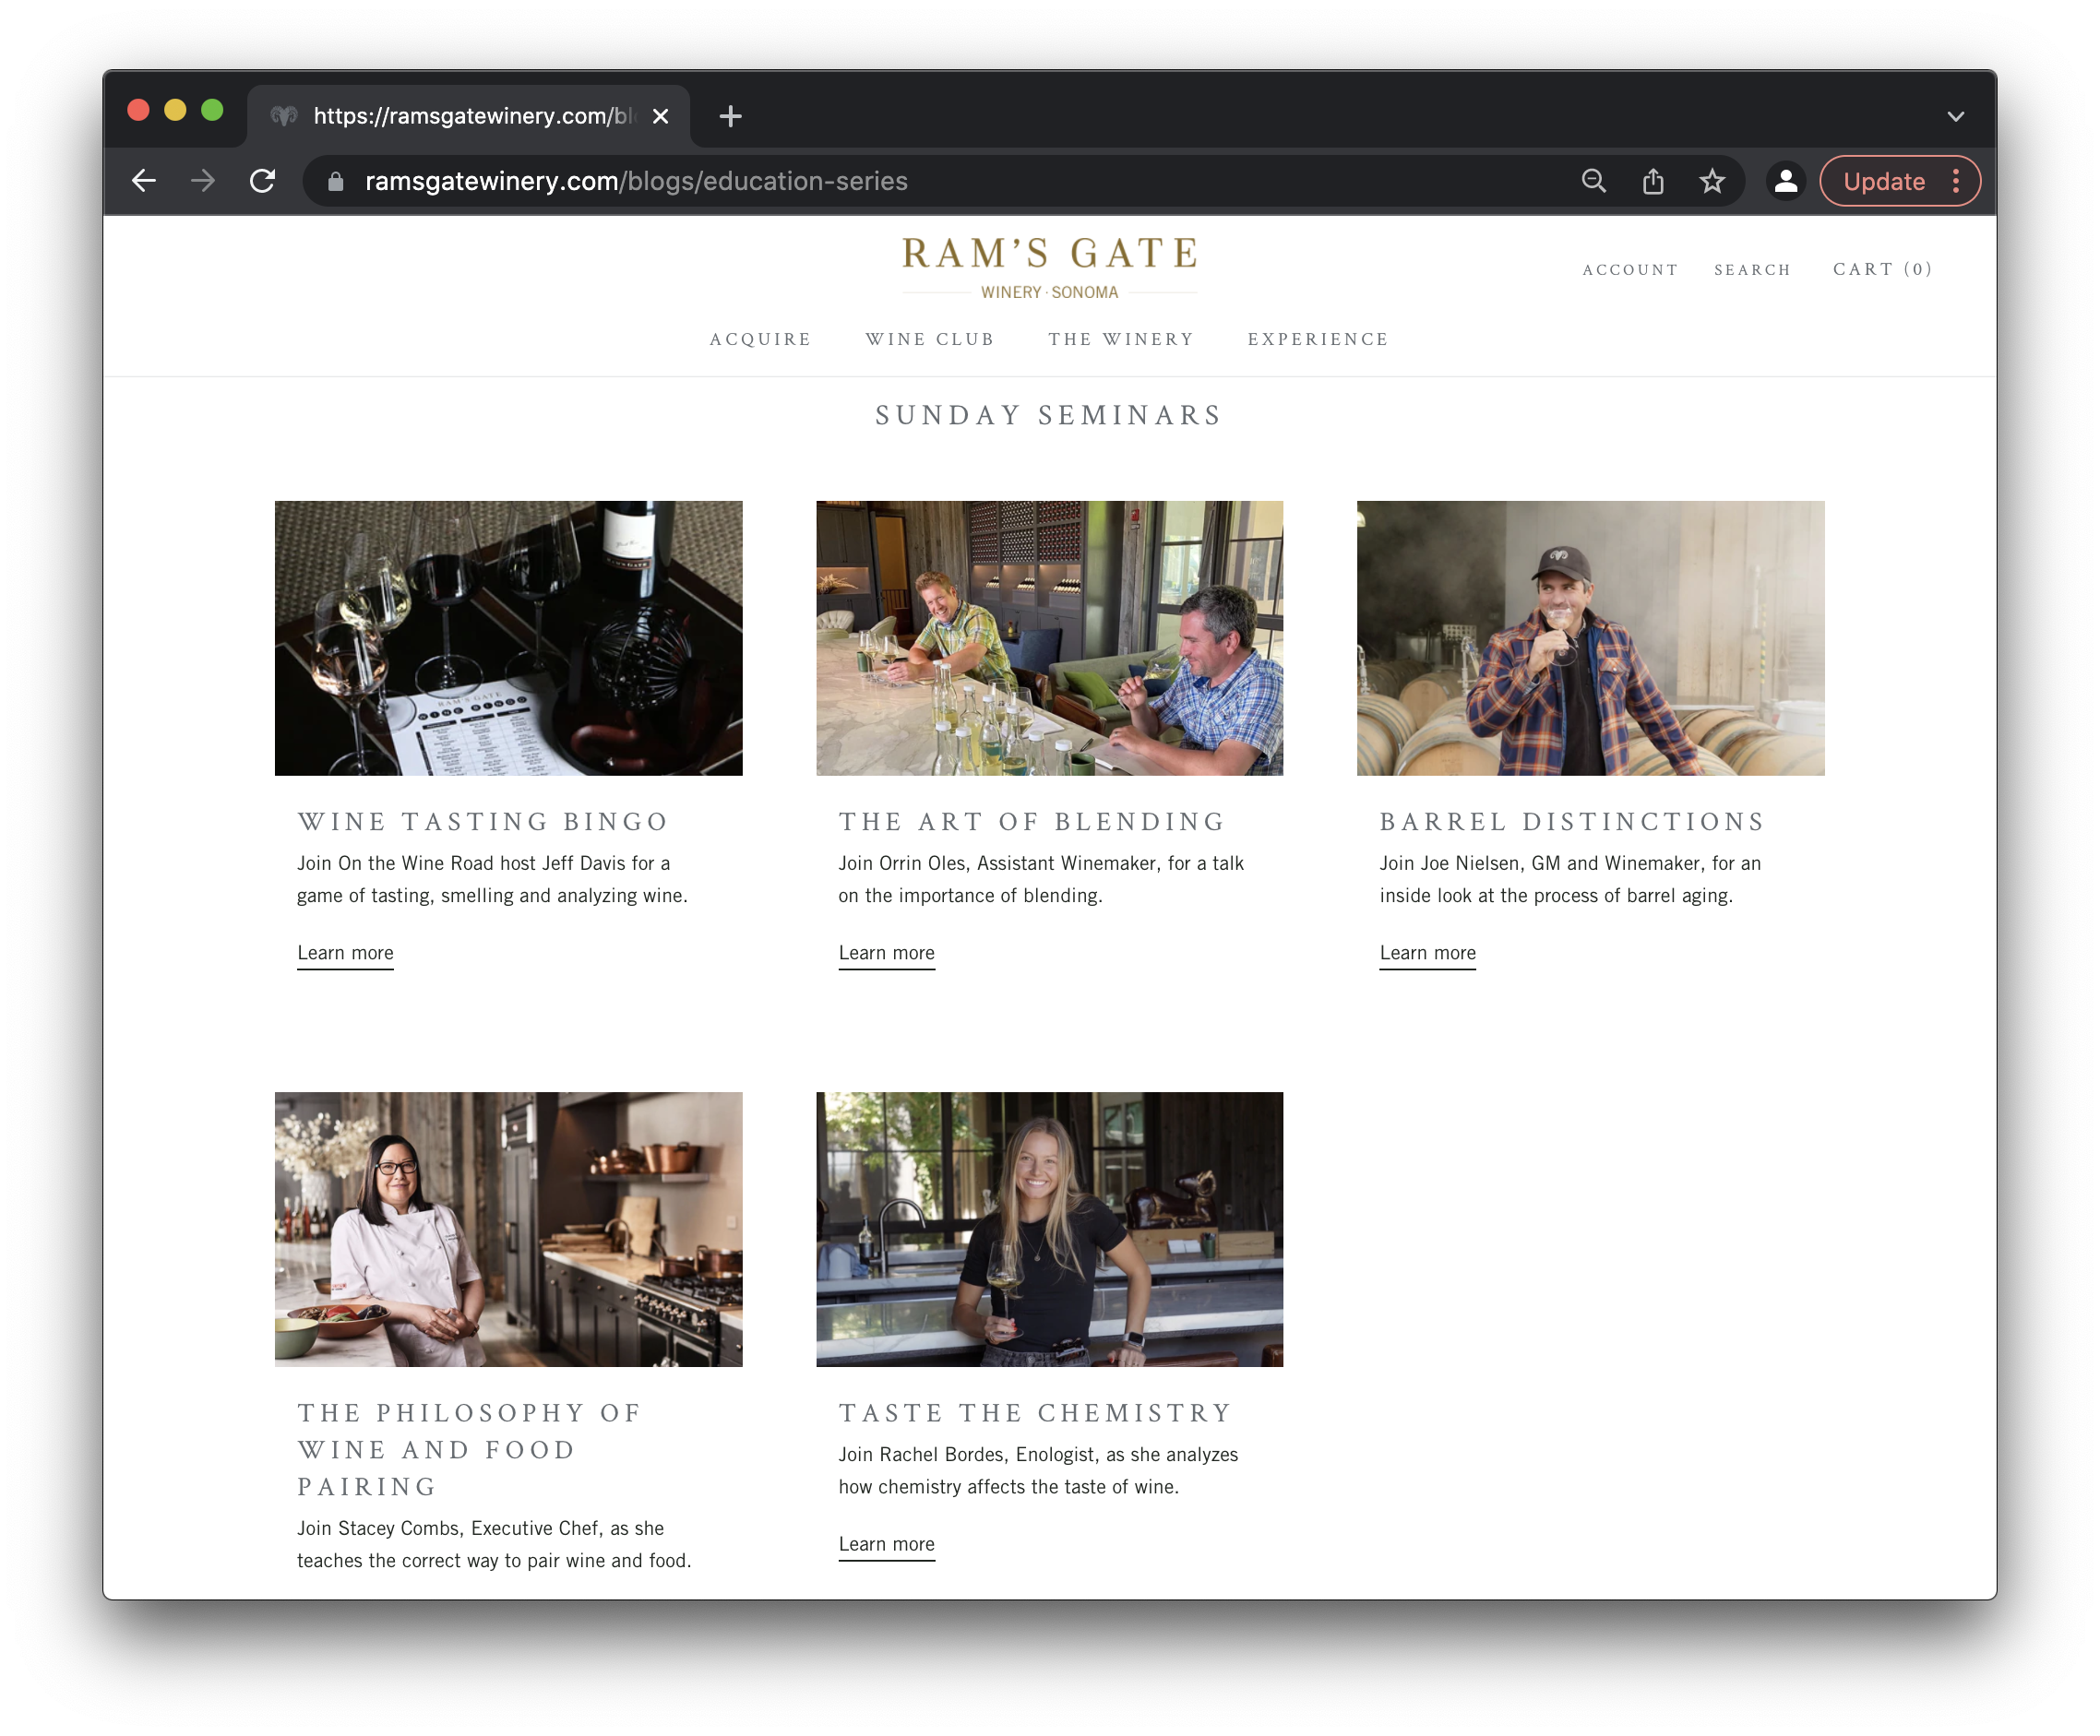 https://ramsgatewinery.com/bl
ramsgatewinery.com/blogs/education-series
Update
RAM'S GATE
WINERY · SONOMA
ACCOUNT
SEARCH
CART (0)
ACQUIRE
WINE CLUB
THE WINERY
EXPERIENCE
SUNDAY SEMINARS
RAM'S GATE
WINE BINGO
WINE TASTING BINGO
Join On the Wine Road host Jeff Davis for a
game of tasting, smelling and analyzing wine.
Learn more
THE ART OF BLENDING
Join Orrin Oles, Assistant Winemaker, for a talk
on the importance of blending.
Learn more
BARREL DISTINCTIONS
Join Joe Nielsen, GM and Winemaker, for an
inside look at the process of barrel aging.
Learn more
THE PHILOSOPHY OF
WINE AND FOOD
PAIRING
Join Stacey Combs, Executive Chef, as she
teaches the correct way to pair wine and food.
TASTE THE CHEMISTRY
Join Rachel Bordes, Enologist, as she analyzes
how chemistry affects the taste of wine.
Learn more